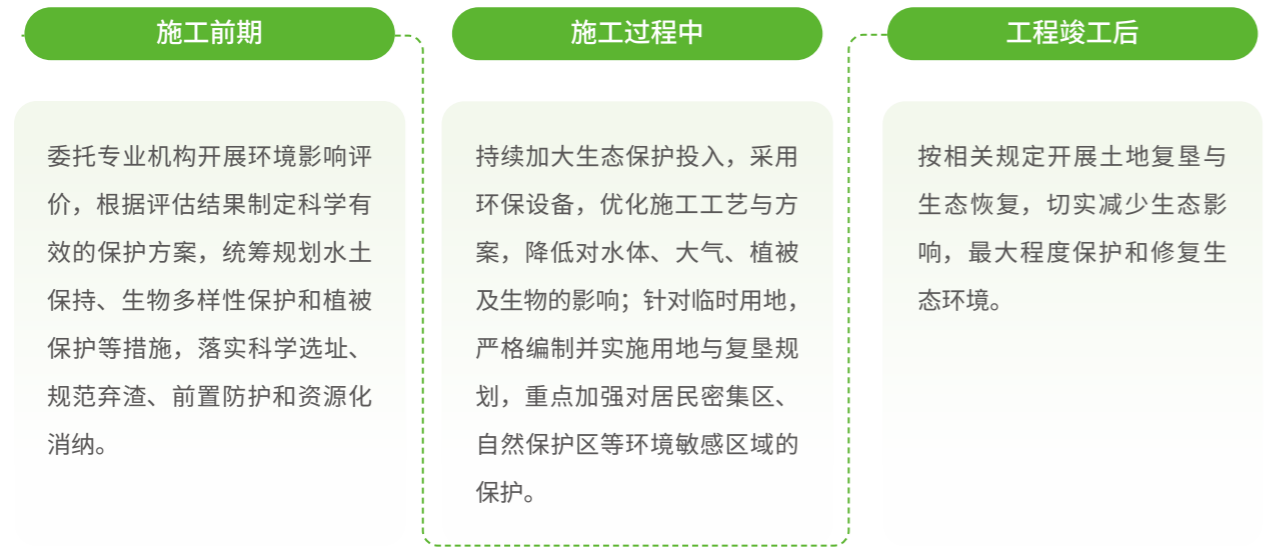 施工前期
委托专业机构开展环境影响评
价，根据评估结果制定科学有
效的保护方案，统筹规划水土
保持、生物多样性保护和植被
保护等措施，落实科学选址、
规范弃渣、前置防护和资源化
消纳。
施工过程中
持续加大生态保护投入，采用
环保设备，优化施工工艺与方
案，降低对水体、大气、植被
及生物的影响；针对临时用地，
严格编制并实施用地与复垦规
划，重点加强对居民密集区、
自然保护区等环境敏感区域的
保护。
工程竣工后
按相关规定开展土地复垦与
生态恢复，切实减少生态影
响，最大程度保护和修复生
态环境。